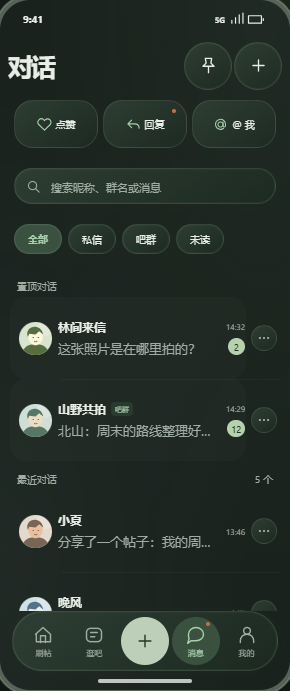 9:41
5G
对话
点赞
回复
@ 我
搜索昵称、群名或消息
全部
私信
吧群
未读
置顶对话
林间来信
14:32
这张照片是在哪里拍的？
2
山野共拍 吧群
14:29
北山：周末的路线整理好...
12
最近对话
5 个
小夏
13:46
分享了一个帖子：我的周...
晚风
刷帖
逛吧
消息
我的